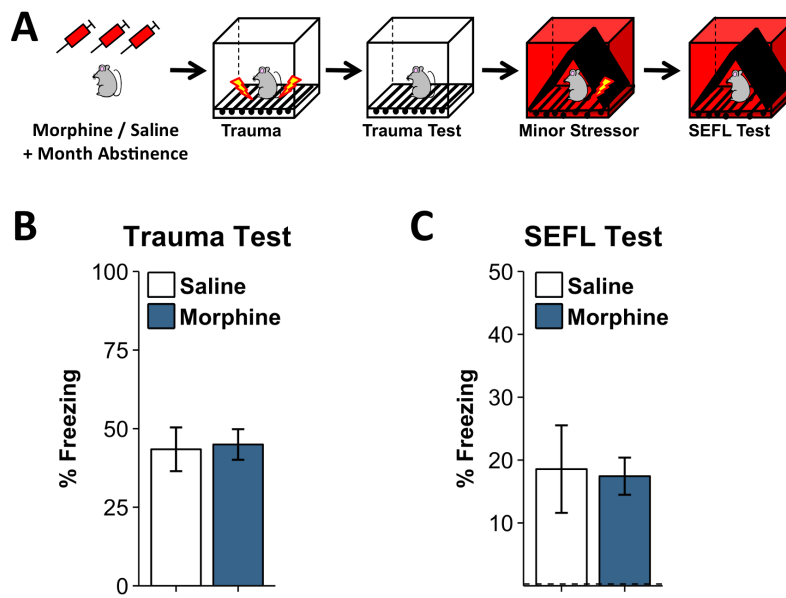 A
Morphine / Saline
+ Month Abstinence
Trauma
Trauma Test
Minor Stressor
SEFL Test
B
Trauma Test
100
75
50
25
0
% Freezing
Saline
Morphine
C
SEFL Test
50
40
30
20
10
% Freezing
Saline
Morphine